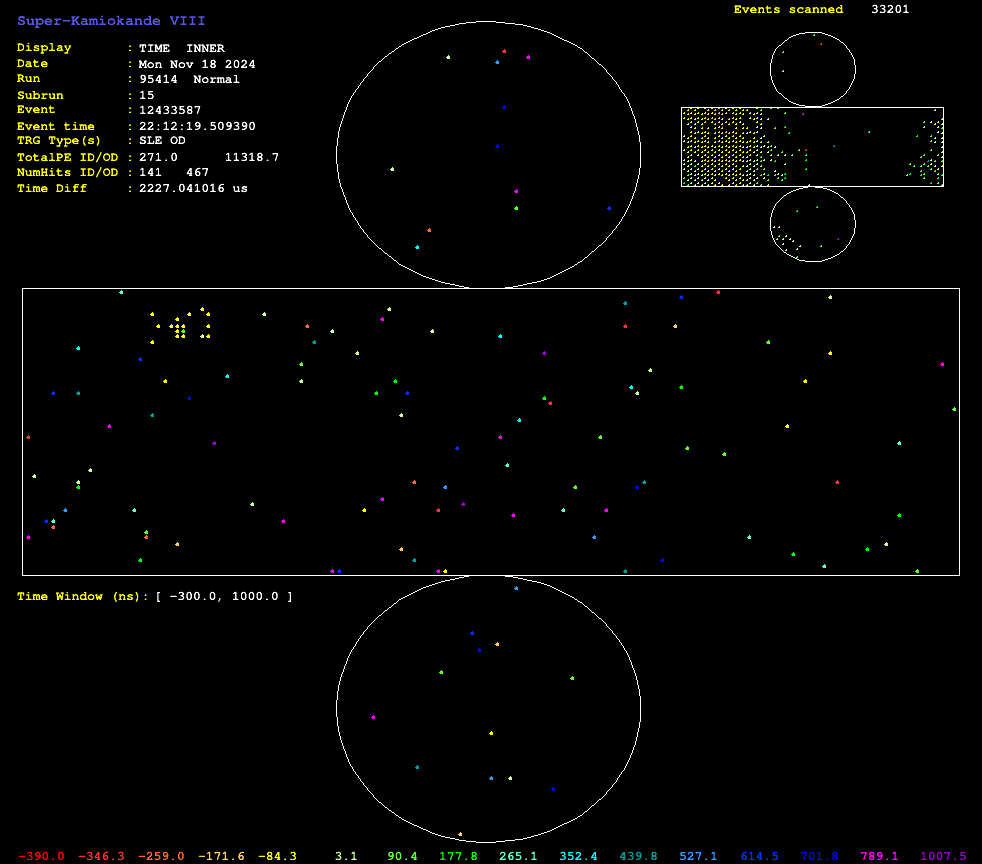 Super-Kamiokande VIII
Events scanned 33201
Display : TIME INNER
Date : Mon Nov 18 2024
Run : 95414 Normal
Subrun : 15
Event : 12433587
Event time : 22:12:19.509390
TRG Type(s) : SLE OD
TotalPE ID/OD : 271.0 11318.7
NumHits ID/OD : 141 467
Time Diff : 2227.041016 us
Time Window (ns): [ -300.0, 1000.0 ]
-390.0 -346.3 -259.0 -171.6 -84.3 3.1 90.4 177.8 265.1 352.4 439.8 527.1 614.5 701.8 789.1 1007.5